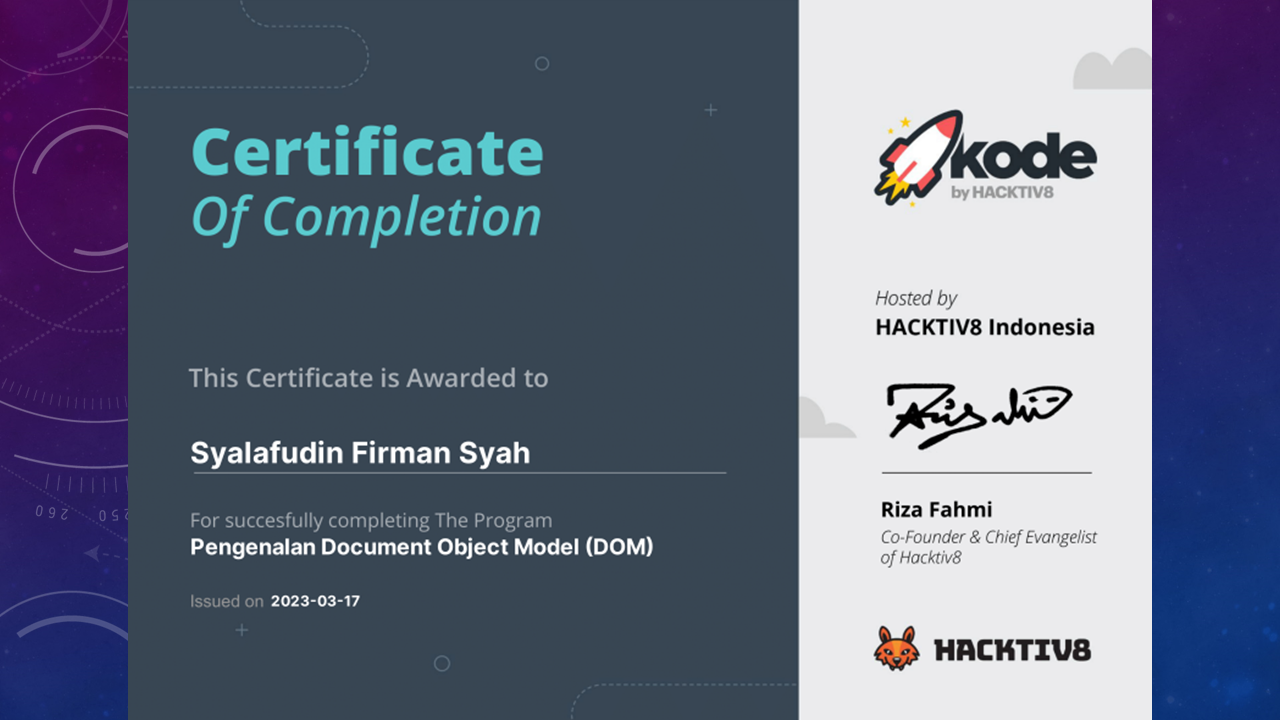 Certificate
Of Completion
This Certificate is Awarded to
Syalafudin Firman Syah
For succesfully completing The Program
Pengenalan Document Object Model (DOM)
Issued on 2023-03-17
kode
by HACKTIV8
Hosted by
HACKTIV8 Indonesia
Riza Fahmi
Co-Founder & Chief Evangelist
of Hacktiv8
HACKTIV8
260